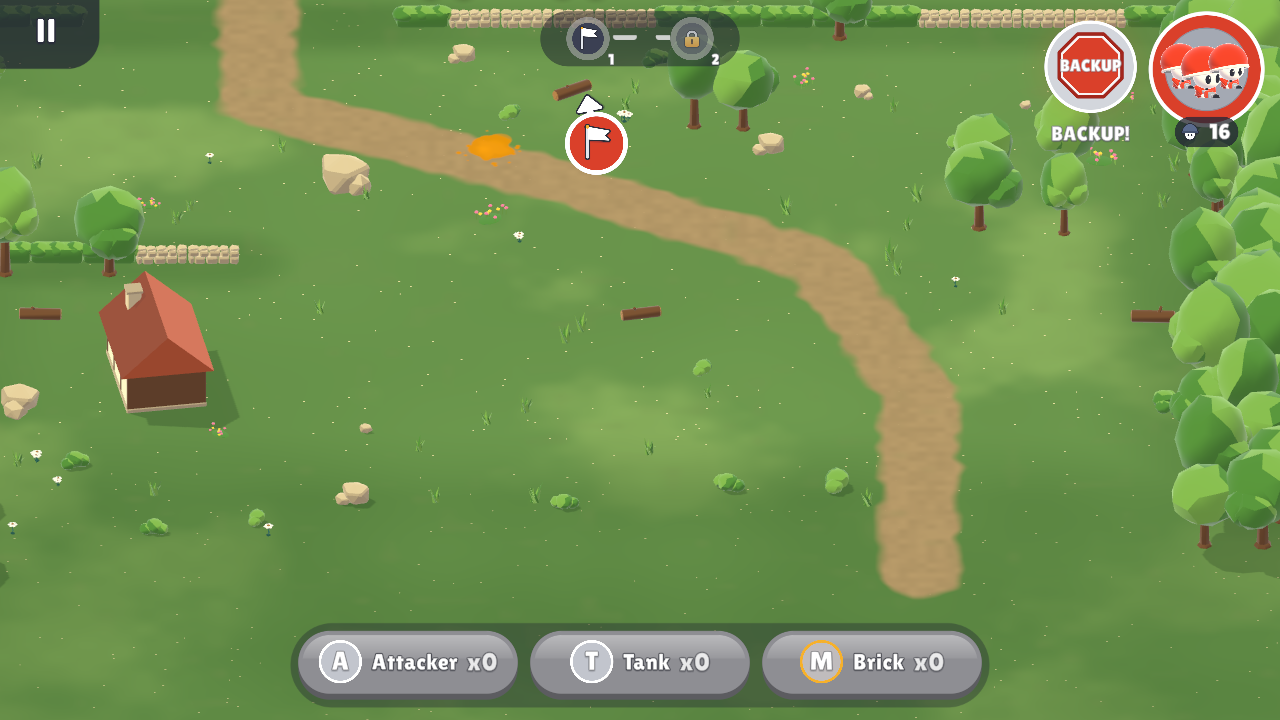 1
2
BACKUP
BACKUP!
16
A Attacker x0
T Tank x0
M Brick x0